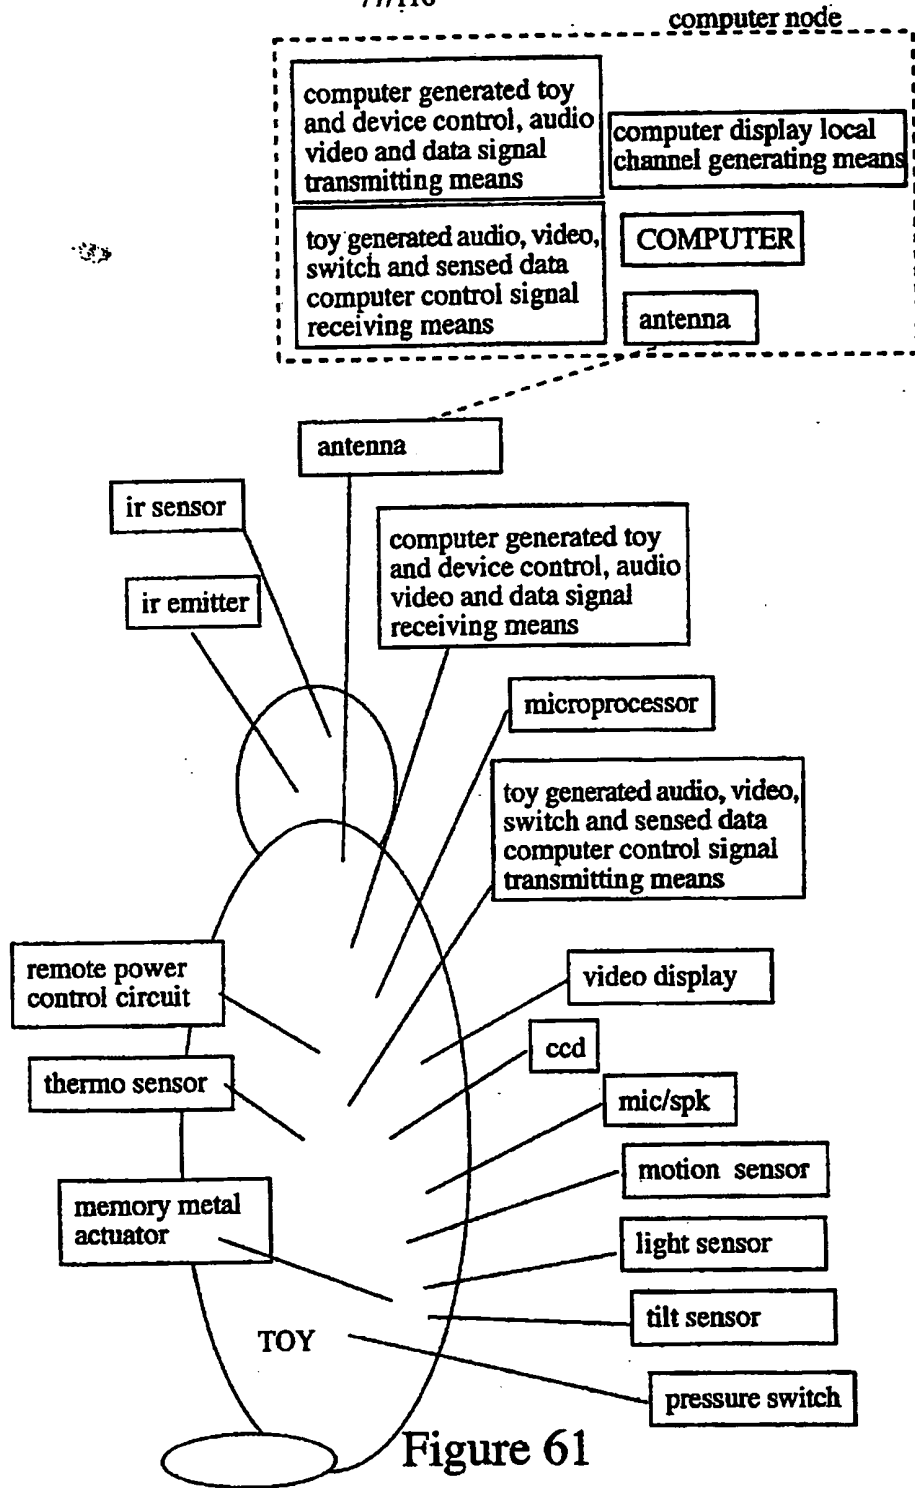 77/116
computer node
computer generated toy
and device control, audio
video and data signal
transmitting means
computer display local
channel generating means
toy generated audio, video,
switch and sensed data
computer control signal
receiving means
COMPUTER
antenna
antenna
ir sensor
computer generated toy
and device control, audio
video and data signal
receiving means
ir emitter
microprocessor
toy generated audio, video,
switch and sensed data
computer control signal
transmitting means
remote power
control circuit
video display
ccd
thermo sensor
mic/spk
motion sensor
memory metal
actuator
light sensor
tilt sensor
TOY
pressure switch
Figure 61